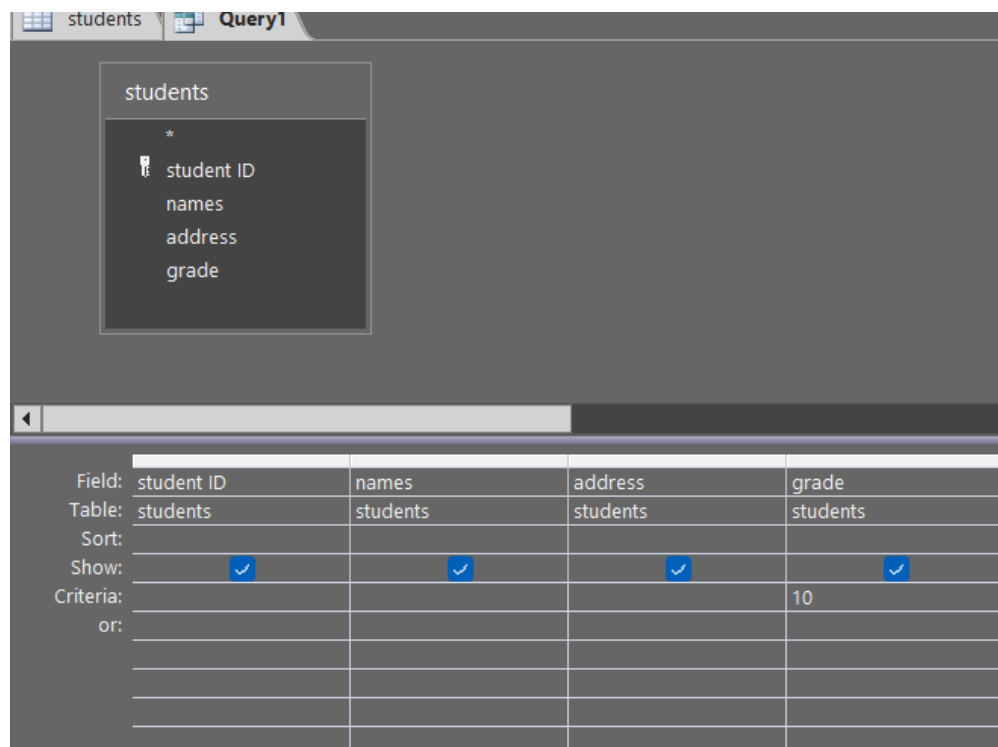 students Query1
students
*
student ID
names
address
grade
Field: student ID names address grade
Table: students students students students
Sort:
Show:
Criteria: 10
or: